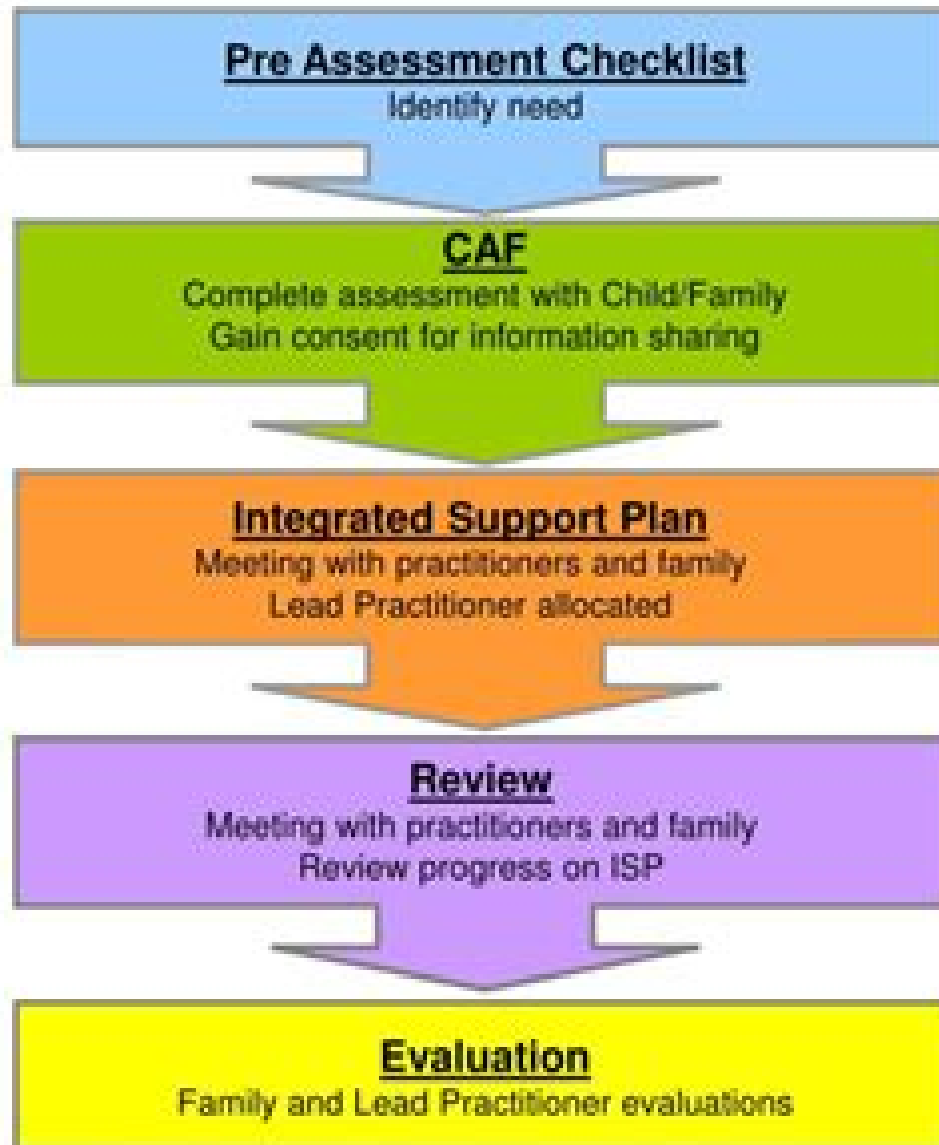 Pre Assessment Checklist
Identify need
CAF
Complete assessment with Child/Family
Gain consent for information sharing
Integrated Support Plan
Meeting with practitioners and family
Lead Practitioner allocated
Review
Meeting with practitioners and family
Review progress on ISP
Evaluation
Family and Lead Practitioner evaluations